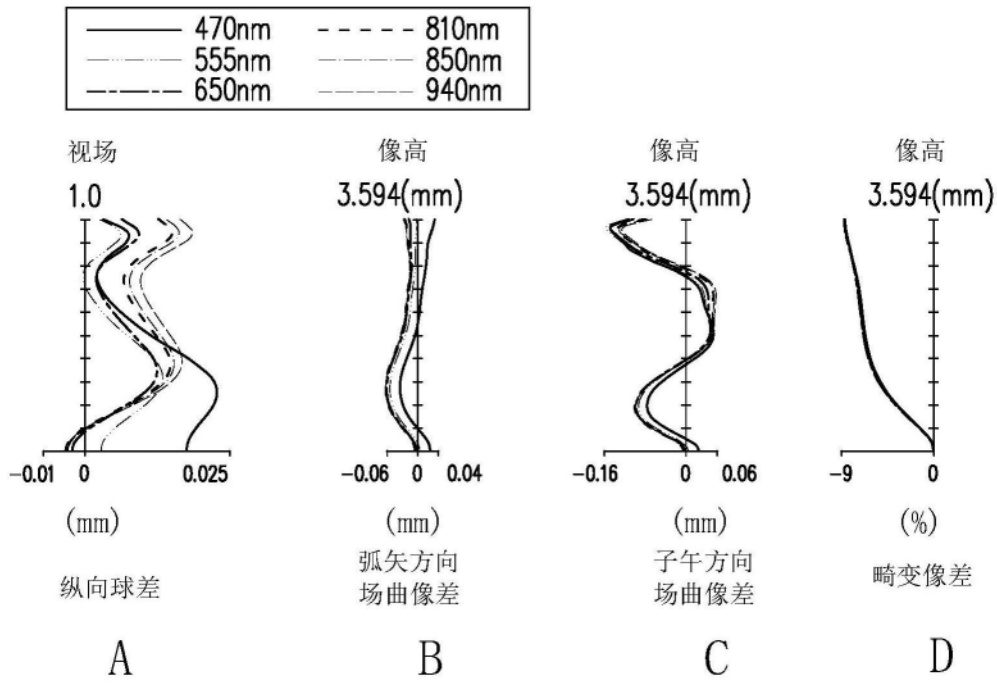 470nm 810nm
555nm 850nm
650nm 940nm
视场 像高 像高 像高
1.0 3.594(mm) 3.594(mm) 3.594(mm)
-0.01 0 0.025 -0.06 0 0.04 -0.16 0 0.06 -9 0
(mm) (mm) (mm) (%)
纵向球差
弧矢方向
场曲像差
子午方向
场曲像差
畸变像差
A B C D